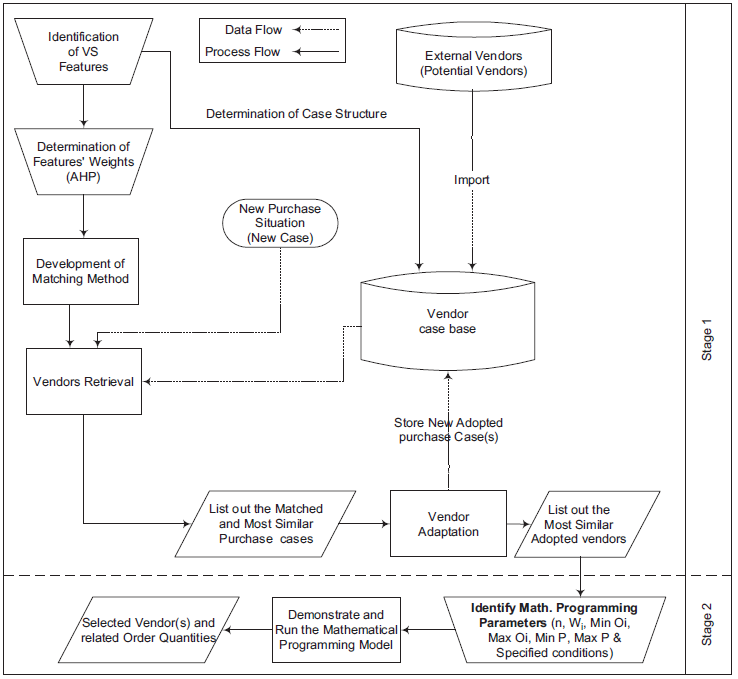 Identification
of VS
Features
Data Flow
Process Flow
External Vendors
(Potential Vendors)
Determination of Case Structure
Determination of
Features' Weights
(AHP)
Import
New Purchase
Situation
(New Case)
Development of
Matching Method
Vendor
case base
Stage 1
Vendors Retrieval
Store New Adopted
purchase Case(s)
List out the Matched
and Most Similar
Purchase cases
Vendor
Adaptation
List out the
Most Similar
Adopted vendors
Selected Vendor(s) and
related Order Quantities
Demonstrate and
Run the Mathematical
Programming Model
Identify Math. Programming
Parameters (n, Wi, Min Oi,
Max Oi, Min P, Max P &
Specified conditions)
Stage 2